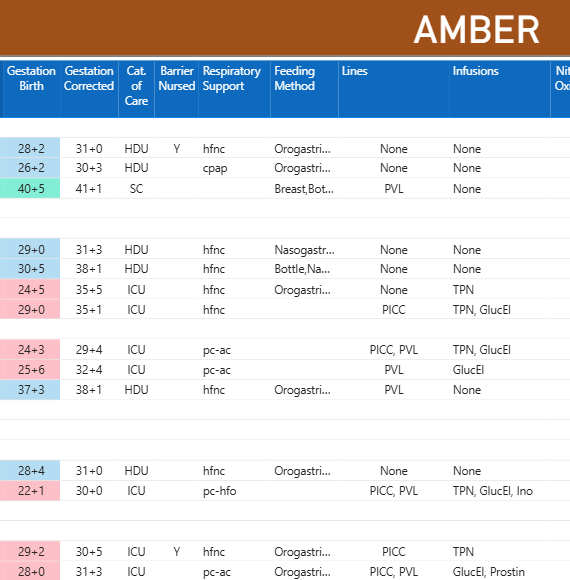 AMBER
Gestation Birth Gestation Corrected Cat. of Care Barrier Nursed Respiratory Support Feeding Method Lines Infusions Nit Ox
28+2 31+0 HDU Y hfnc Orogastri... None None
26+2 30+3 HDU cpap Orogastri... None None
40+5 41+1 SC Breast,Bot... PVL None
29+0 31+3 HDU hfnc Nasogastr... None None
30+5 38+1 HDU hfnc Bottle,Na... None None
24+5 35+5 ICU hfnc Orogastri... None TPN
29+0 35+1 ICU hfnc PICC TPN, GlucEl
24+3 29+4 ICU pc-ac PICC, PVL TPN, GlucEl
25+6 32+4 ICU pc-ac PVL GlucEl
37+3 38+1 HDU hfnc Orogastri... PVL None
28+4 31+0 HDU hfnc Orogastri... None None
22+1 30+0 ICU pc-hfo PICC, PVL TPN, GlucEl, Ino
29+2 30+5 ICU Y hfnc Orogastri... PICC TPN
28+0 31+3 ICU pc-ac Orogastri... PICC, PVL GlucEl, Prostin